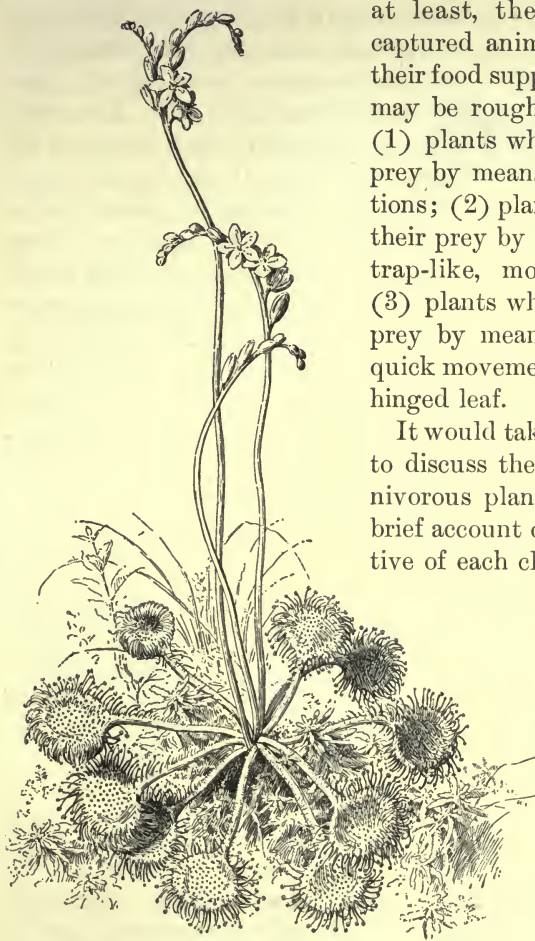 at least, the
captured anim
their food supp
may be rough
(1) plants wh
prey by mean
tions; (2) plan
their prey by
trap-like, mo
(3) plants wh
prey by mean
quick moveme
hinged leaf.
It would tak
to discuss the
nivorous plan
brief account o
tive of each cl